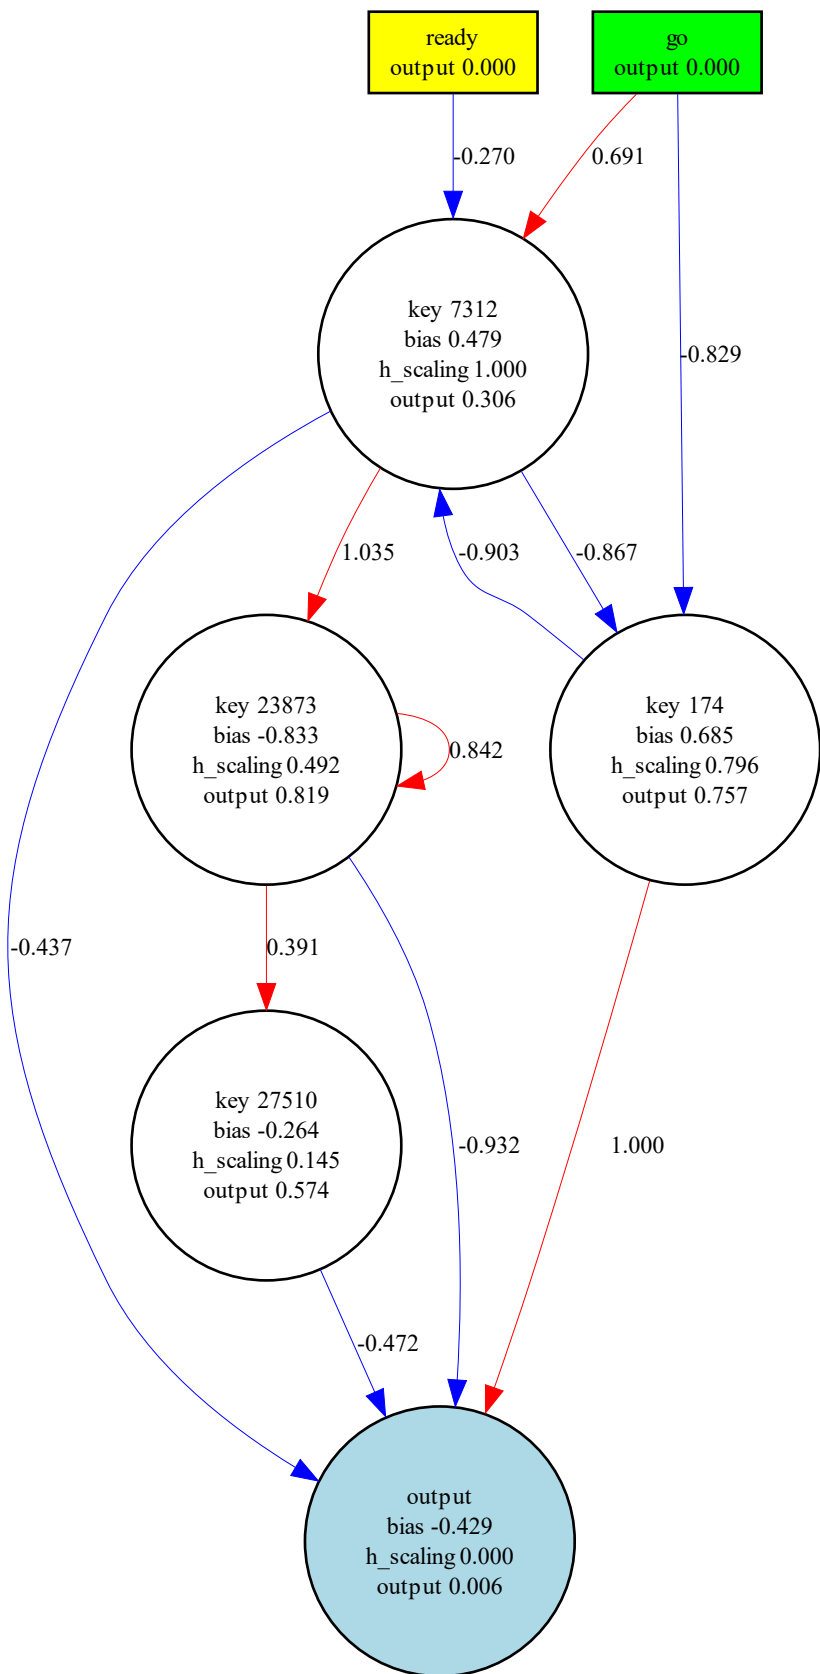 ready
output 0.000
go
output 0.000
-0.270
0.691
key 7312
bias 0.479
h_scaling 1.000
output 0.306
-0.829
1.035
-0.903
-0.867
key 23873
bias -0.833
h_scaling 0.492
output 0.819
0.842
key 174
bias 0.685
h_scaling 0.796
output 0.757
-0.437
0.391
key 27510
bias -0.264
h_scaling 0.145
output 0.574
-0.932
1.000
-0.472
output
bias -0.429
h_scaling 0.000
output 0.006